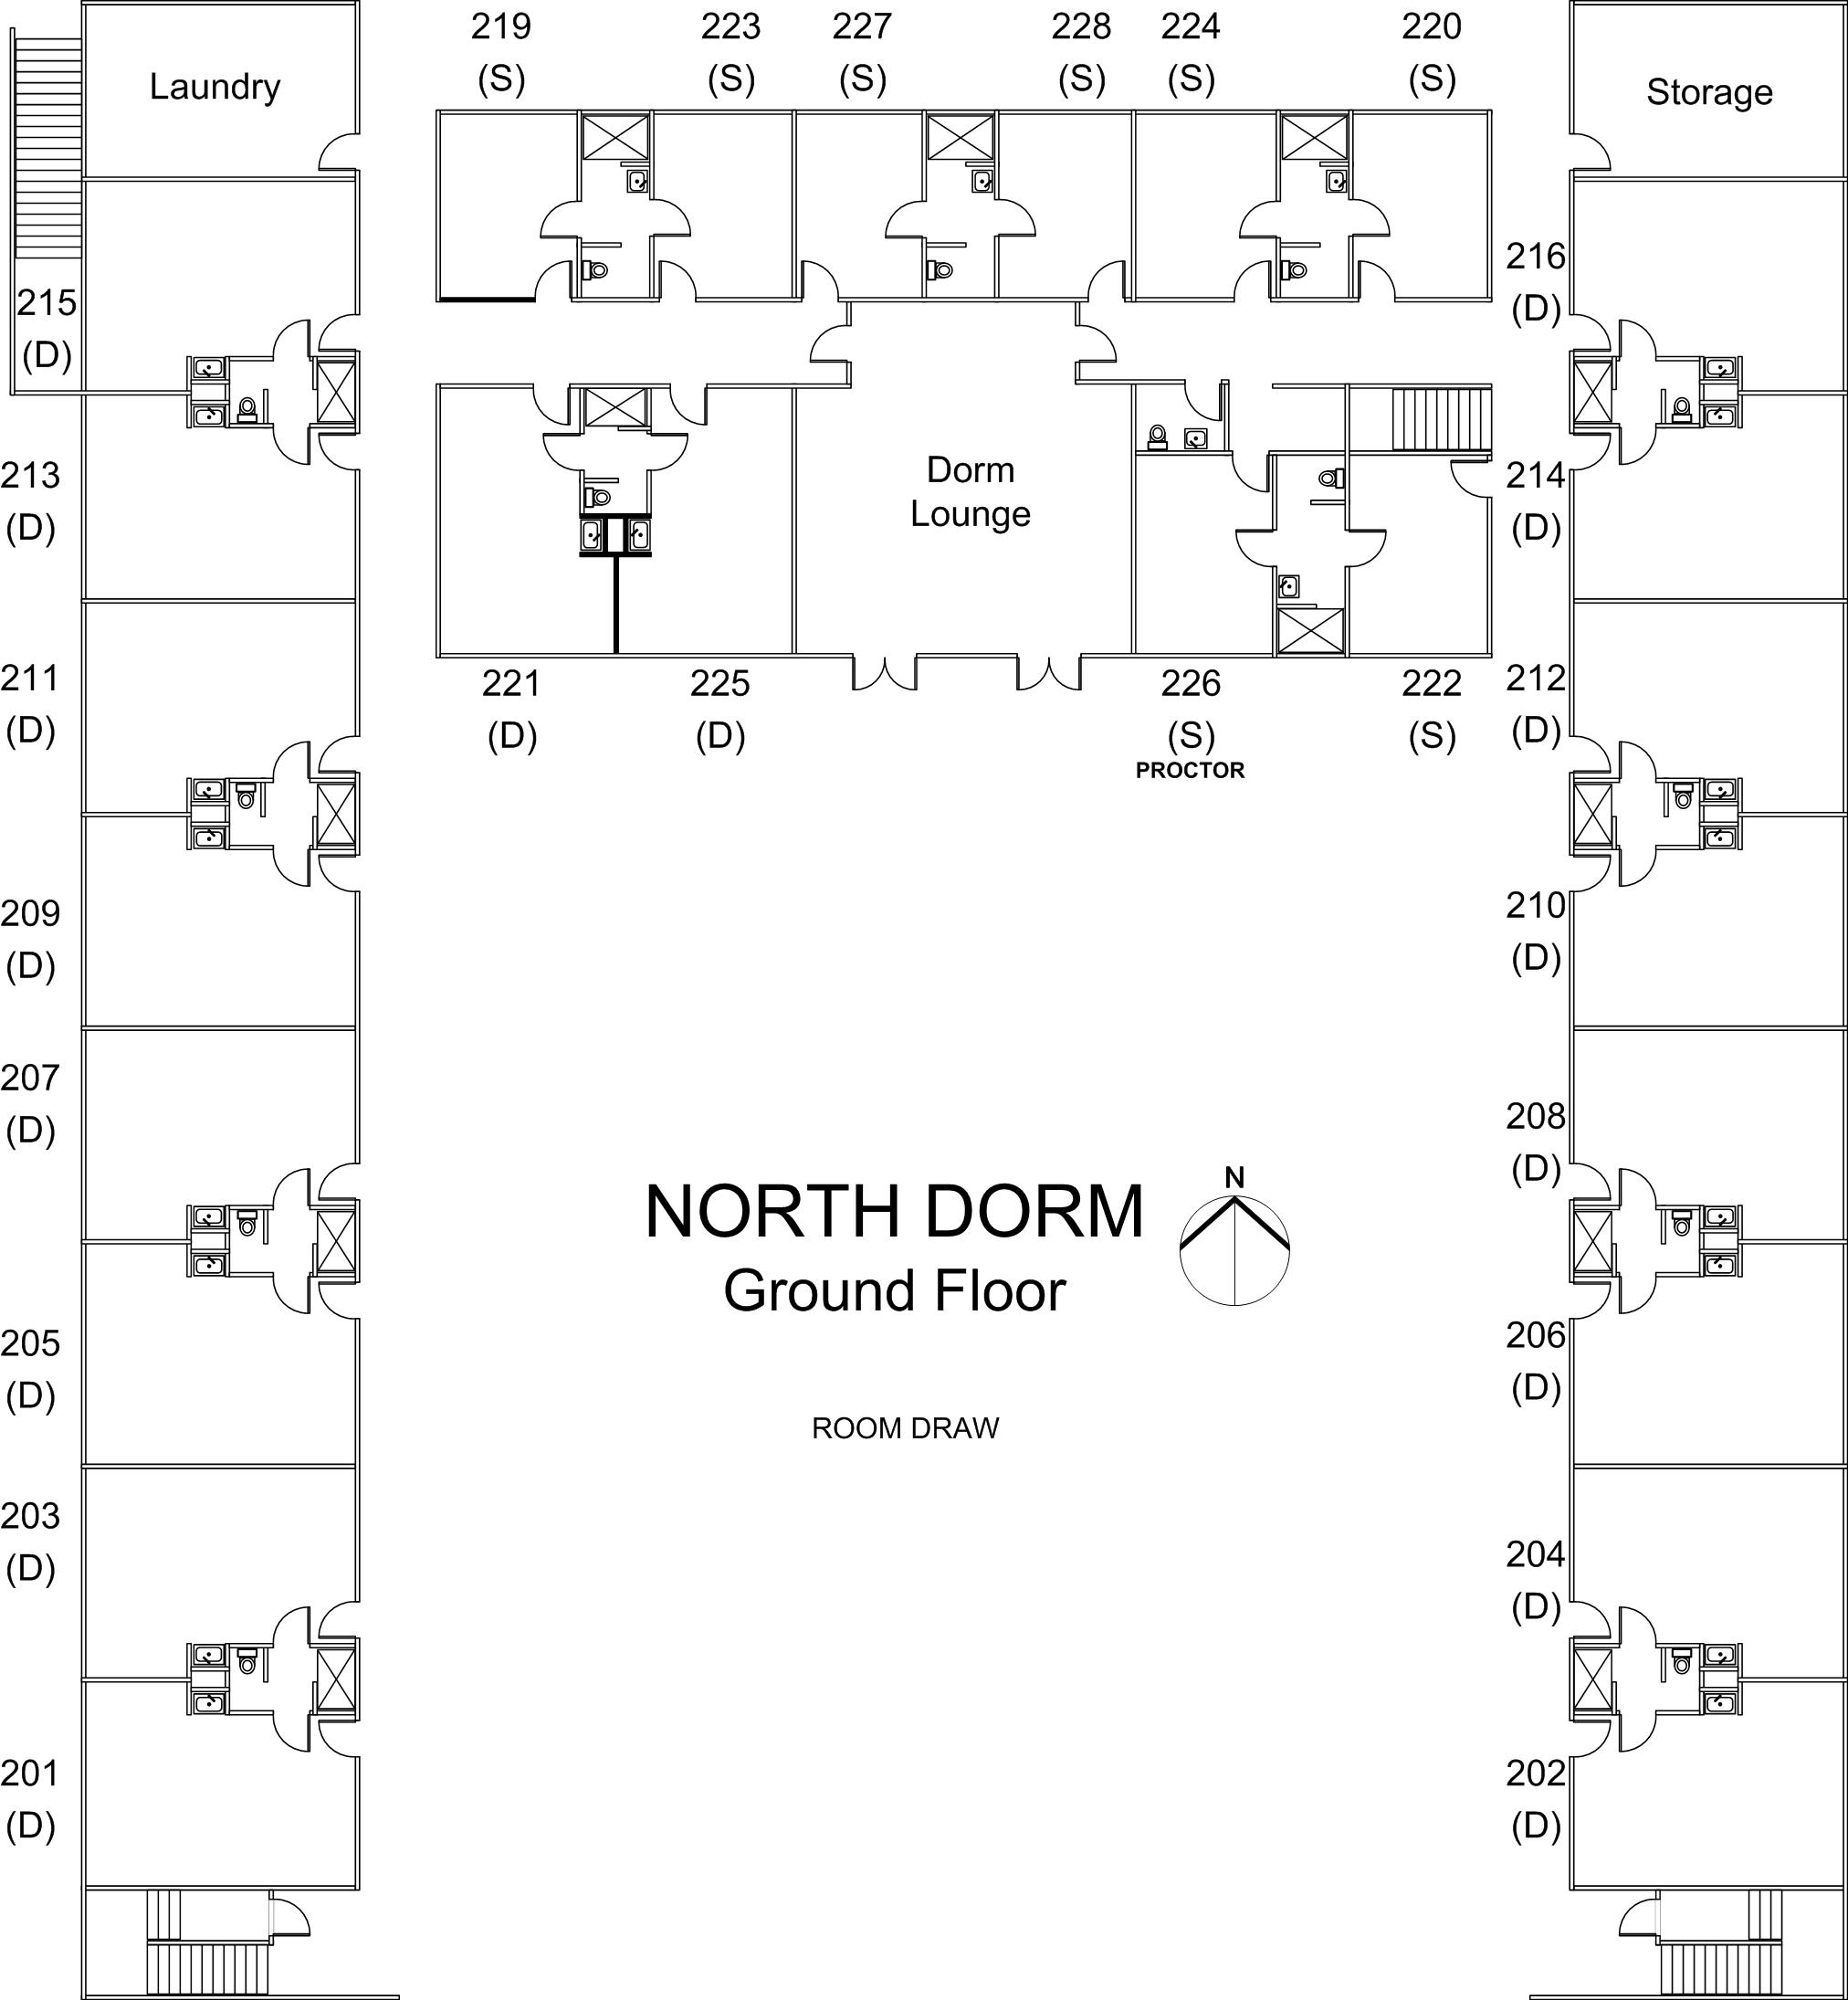 219 223 227 228 224 220
(S) (S) (S) (S) (S) (S)
Laundry
Storage
215
(D)
216
(D)
213
(D)
Dorm
Lounge
214
(D)
211
(D)
221 225 226 222
(D) (D) (S) (S)
PROCTOR
212
(D)
209
(D)
210
(D)
207
(D)
208
(D)
N
NORTH DORM
Ground Floor
205
(D)
206
(D)
ROOM DRAW
203
(D)
204
(D)
201
(D)
202
(D)